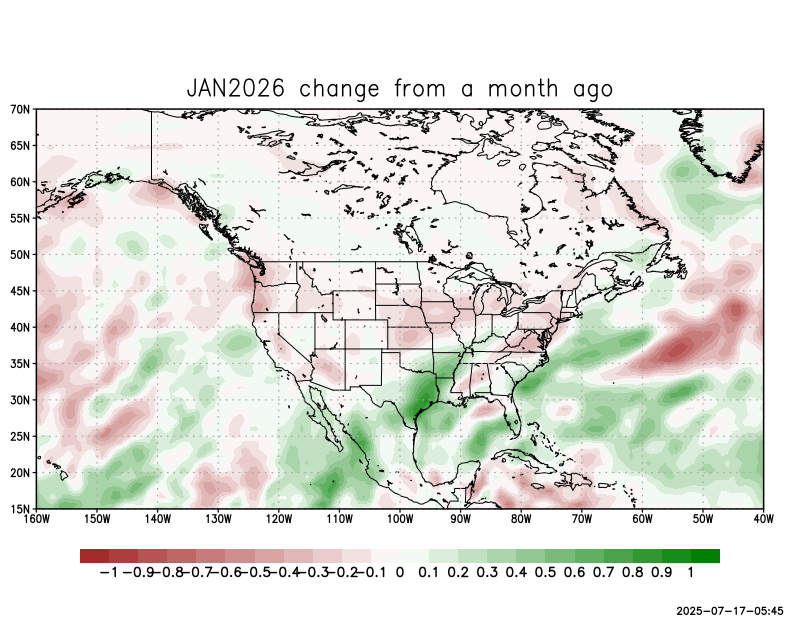 JAN2026 change from a month ago
70N
65N
60N
55N
50N
45N
40N
35N
30N
25N
20N
15N
160W 150W 140W 130W 120W 110W 100W 90W 80W 70W 60W 50W 40W
−1 −0.9 −0.8 −0.7 −0.6 −0.5 −0.4 −0.3 −0.2 −0.1 0 0.1 0.2 0.3 0.4 0.5 0.6 0.7 0.8 0.9 1
2025-07-17-05:45